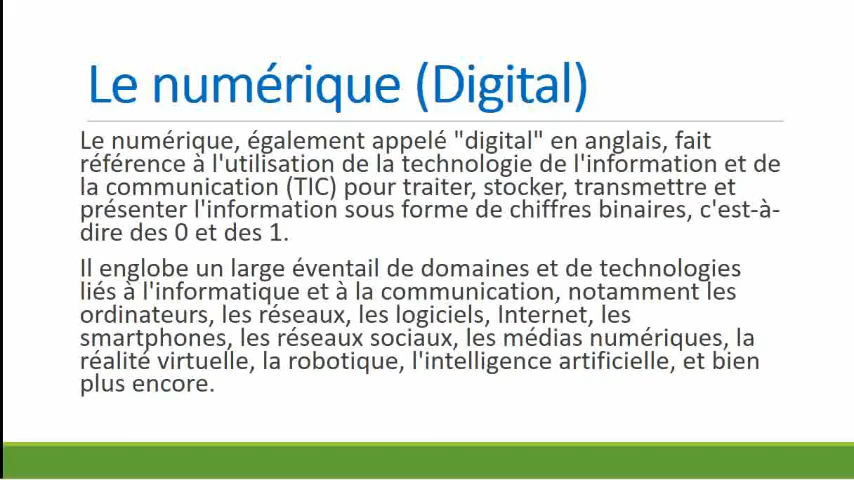 Le numérique (Digital)
Le numérique, également appelé "digital" en anglais, fait
référence à l'utilisation de la technologie de l'information et de
la communication (TIC) pour traiter, stocker, transmettre et
présenter l'information sous forme de chiffres binaires, c'est-à-
dire des 0 et des 1.
Il englobe un large éventail de domaines et de technologies
liés à l'informatique et à la communication, notamment les
ordinateurs, les réseaux, les logiciels, Internet, les
smartphones, les réseaux sociaux, les médias numériques, la
réalité virtuelle, la robotique, l'intelligence artificielle, et bien
plus encore.